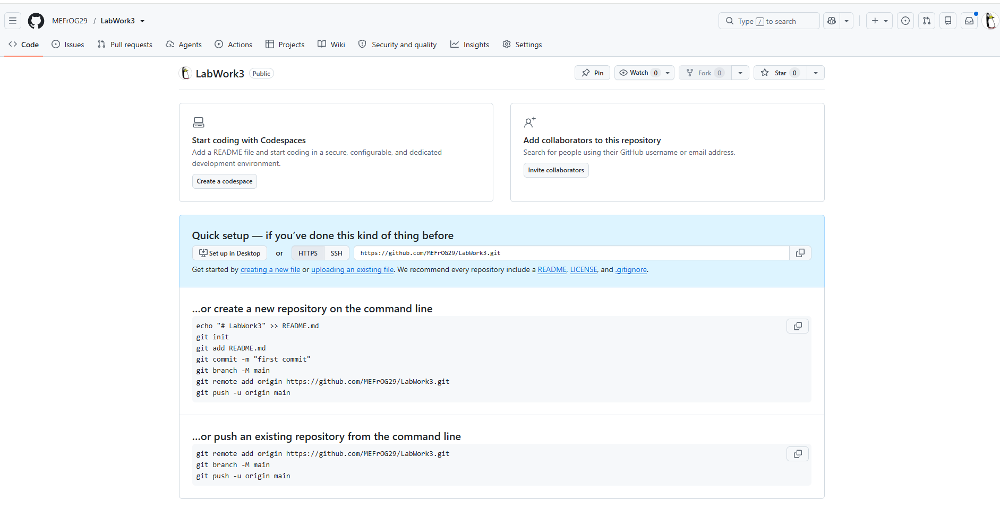 MEFrOG29 / LabWork3
Type / to search
Code Issues Pull requests Agents Actions Projects Wiki Security and quality Insights Settings
LabWork3 Public
Pin Watch 0 Fork 0 Star 0
Start coding with Codespaces
Add a README file and start coding in a secure, configurable, and dedicated
development environment.
Create a codespace
Add collaborators to this repository
Search for people using their GitHub username or email address.
Invite collaborators
Quick setup — if you’ve done this kind of thing before
Set up in Desktop or HTTPS SSH https://github.com/MEFrOG29/LabWork3.git
Get started by creating a new file or uploading an existing file. We recommend every repository include a README, LICENSE, and .gitignore.
…or create a new repository on the command line
echo "# LabWork3" >> README.md
git init
git add README.md
git commit -m "first commit"
git branch -M main
git remote add origin https://github.com/MEFrOG29/LabWork3.git
git push -u origin main
…or push an existing repository from the command line
git remote add origin https://github.com/MEFrOG29/LabWork3.git
git branch -M main
git push -u origin main